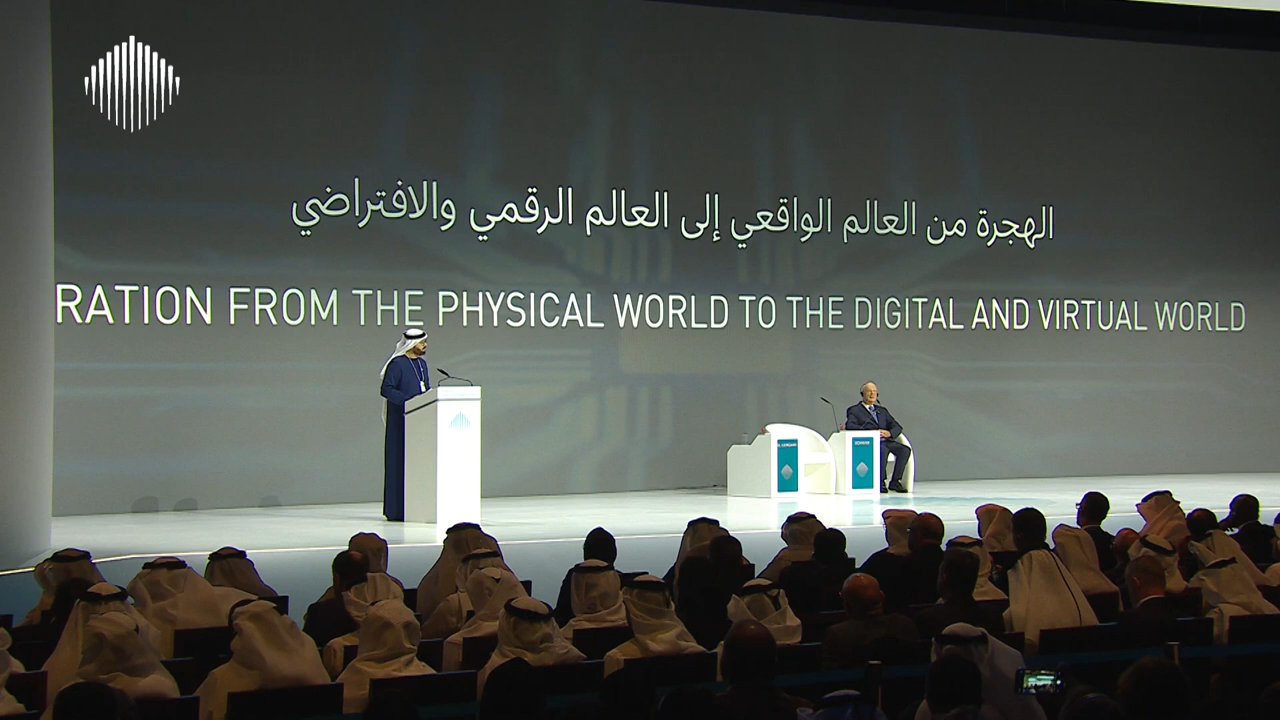 الهجرة من العالم الواقعي إلى العالم الرقمي والافتراضي
RATION FROM THE PHYSICAL WORLD TO THE DIGITAL AND VIRTUAL WORLD